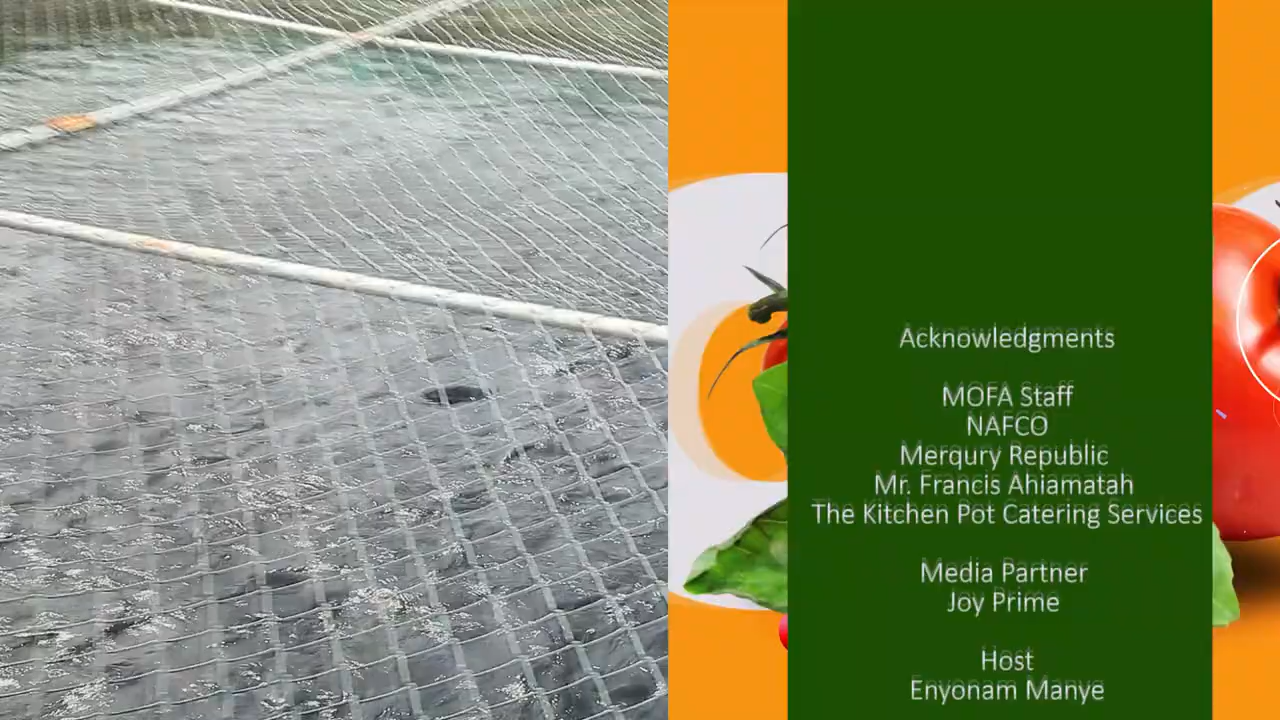 Acknowledgments
MOFA Staff
NAFCO
Merqury Republic
Mr. Francis Ahiamatah
The Kitchen Pot Catering Services
Media Partner
Joy Prime
Host
Enyonam Manye